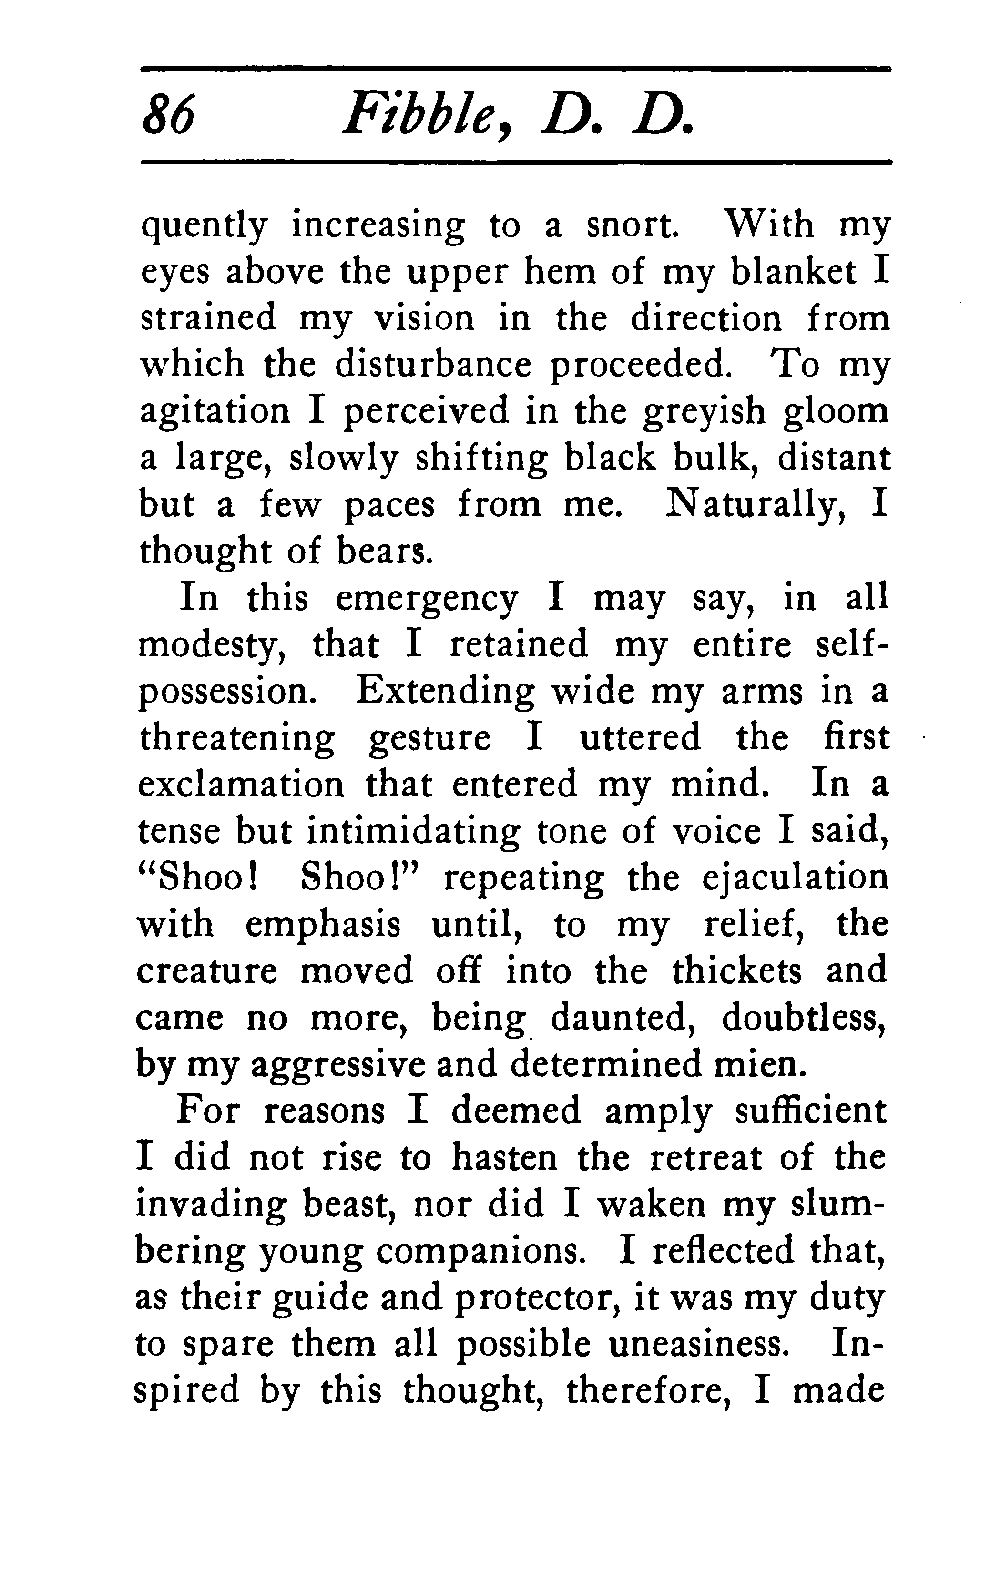 86 Fibble, D. D.
quently increasing to a snort. With my
eyes above the upper hem of my blanket I
strained my vision in the direction from
which the disturbance proceeded. To my
agitation I perceived in the greyish gloom
a large, slowly shifting black bulk, distant
but a few paces from me. Naturally, I
thought of bears.
In this emergency I may say, in all
modesty, that I retained my entire self-
possession. Extending wide my arms in a
threatening gesture I uttered the first
exclamation that entered my mind. In a
tense but intimidating tone of voice I said,
"Shoo! Shoo!" repeating the ejaculation
with emphasis until, to my relief, the
creature moved off into the thickets and
came no more, being daunted, doubtless,
by my aggressive and determined mien.
For reasons I deemed amply sufficient
I did not rise to hasten the retreat of the
invading beast, nor did I waken my slum-
bering young companions. I reflected that,
as their guide and protector, it was my duty
to spare them all possible uneasiness. In-
spired by this thought, therefore, I made